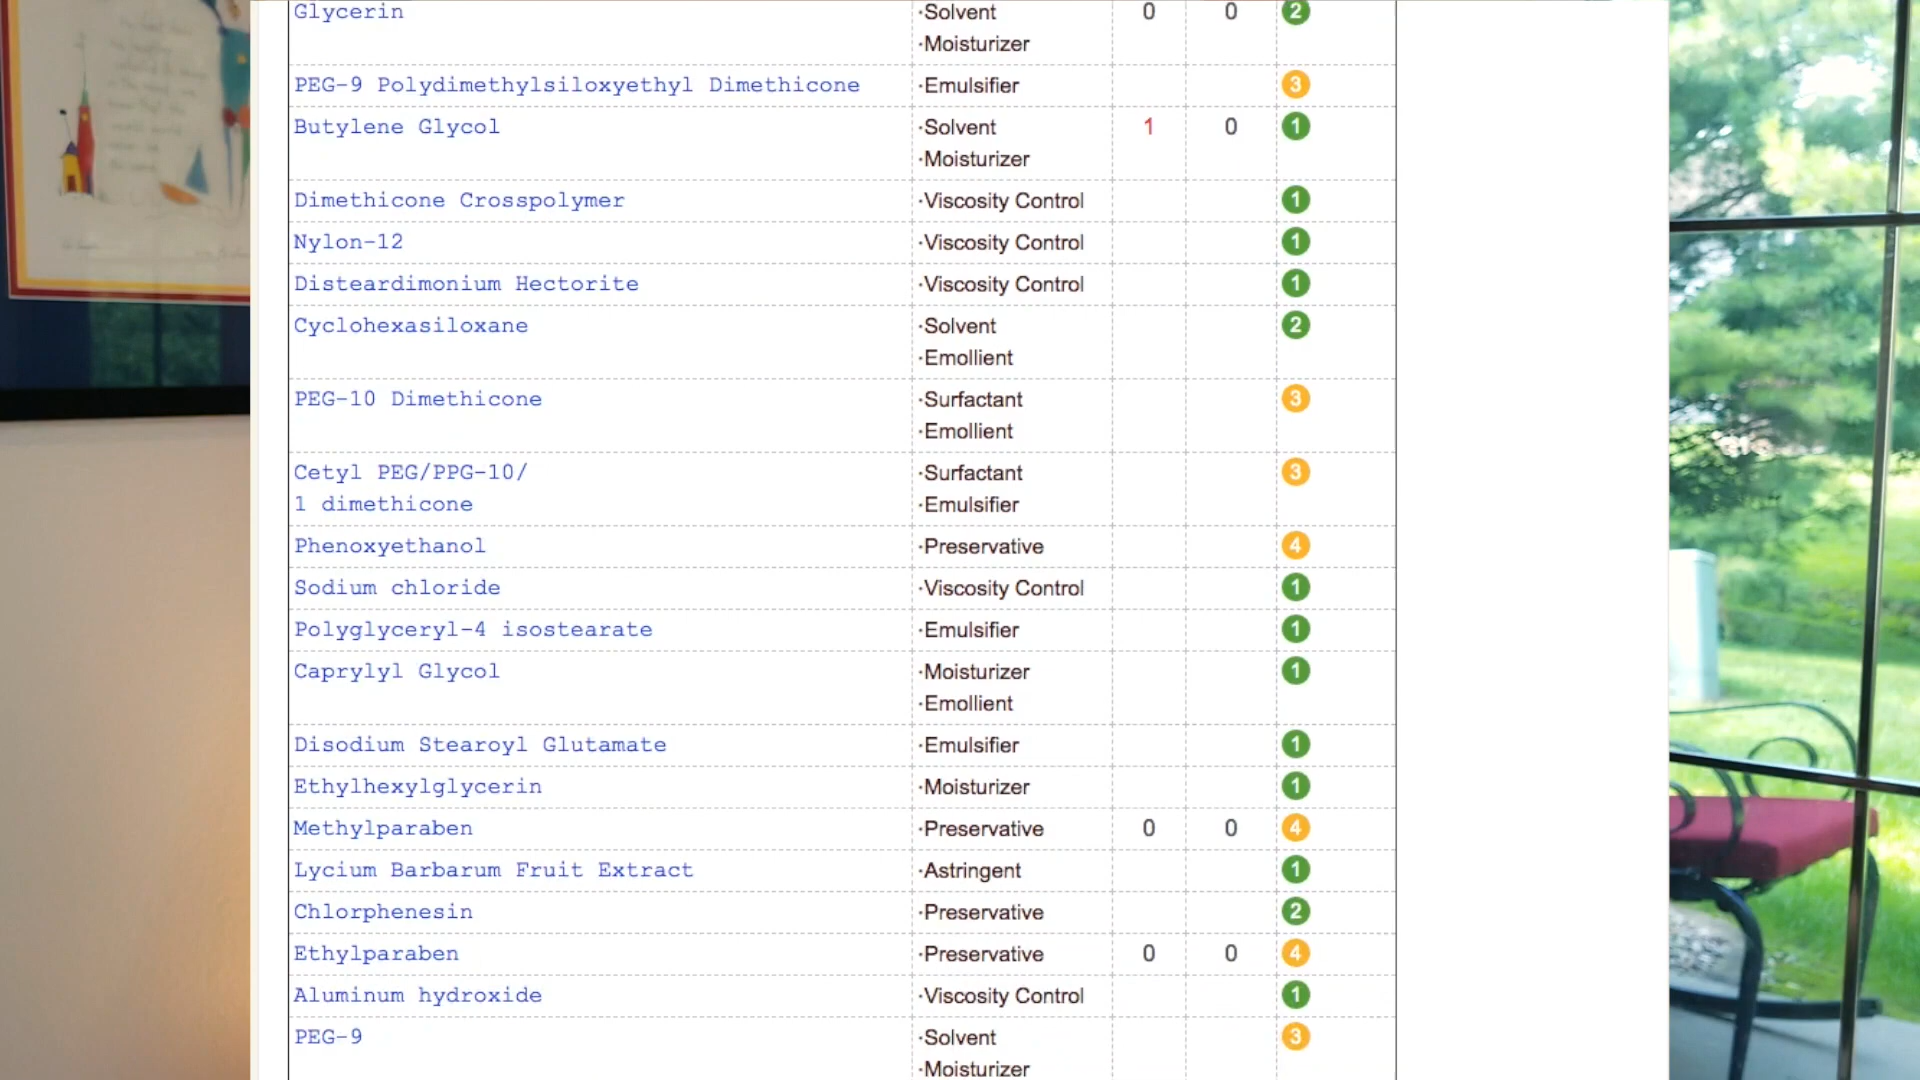 Glycerin ·Solvent 0 0 2
·Moisturizer
PEG-9 Polydimethylsiloxyethyl Dimethicone ·Emulsifier 3
Butylene Glycol ·Solvent 1 0 1
·Moisturizer
Dimethicone Crosspolymer ·Viscosity Control 1
Nylon-12 ·Viscosity Control 1
Disteardimonium Hectorite ·Viscosity Control 1
Cyclohexasiloxane ·Solvent 2
·Emollient
PEG-10 Dimethicone ·Surfactant 3
·Emollient
Cetyl PEG/PPG-10/ ·Surfactant 3
1 dimethicone ·Emulsifier
Phenoxyethanol ·Preservative 4
Sodium chloride ·Viscosity Control 1
Polyglyceryl-4 isostearate ·Emulsifier 1
Caprylyl Glycol ·Moisturizer 1
·Emollient
Disodium Stearoyl Glutamate ·Emulsifier 1
Ethylhexylglycerin ·Moisturizer 1
Methylparaben ·Preservative 0 0 4
Lycium Barbarum Fruit Extract ·Astringent 1
Chlorphenesin ·Preservative 2
Ethylparaben ·Preservative 0 0 4
Aluminum hydroxide ·Viscosity Control 1
PEG-9 ·Solvent 3
·Moisturizer